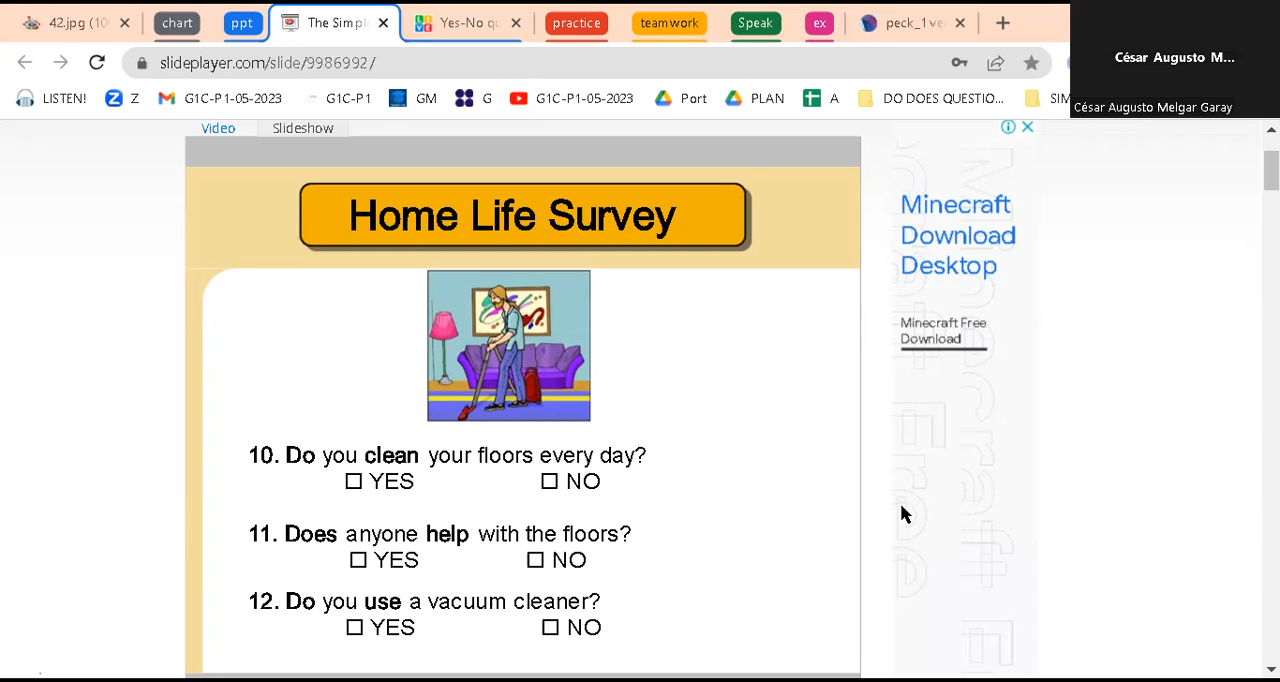 42.jpg (10
chart
ppt
The Simpl
Yes-No qu
practice
teamwork
Speak
ex
peck_1 ve
César Augusto M...
slideplayer.com/slide/9986992/
LISTEN!
Z
G1C-P1-05-2023
G1C-P1
GM
G
G1C-P1-05-2023
Port
PLAN
A
DO DOES QUESTIO...
SIM
César Augusto Melgar Garay
Video
Slideshow
Home Life Survey
Minecraft
Download
Desktop
Minecraft Free
Download
10. Do you clean your floors every day?
☐ YES ☐ NO
11. Does anyone help with the floors?
☐ YES ☐ NO
12. Do you use a vacuum cleaner?
☐ YES ☐ NO